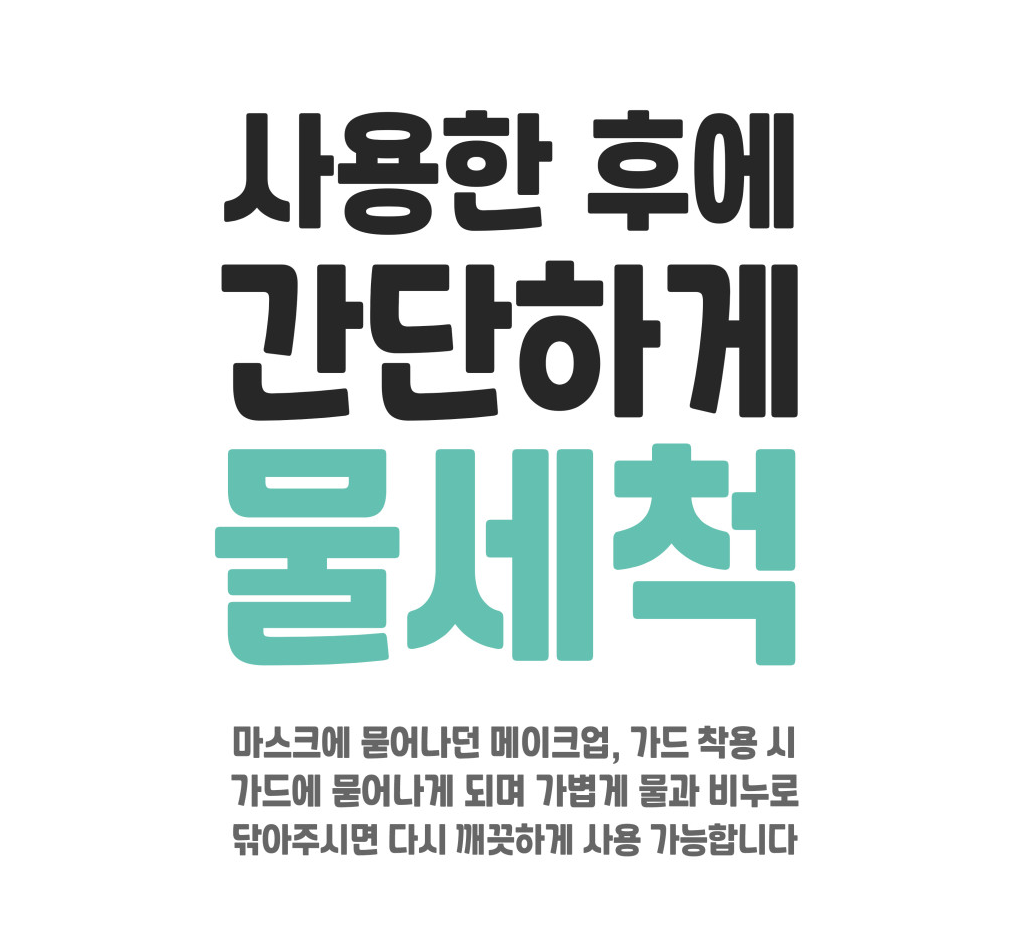 사용한 후에
간단하게
물세척
마스크에 묻어나던 메이크업, 가드 착용 시
가드에 묻어나게 되며 가볍게 물과 비누로
닦아주시면 다시 깨끗하게 사용 가능합니다